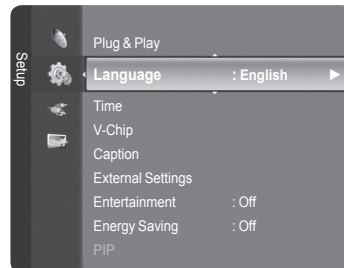 Setup
Plug & Play
Language : English
Time
V-Chip
Caption
External Settings
Entertainment : Off
Energy Saving : Off
PIP